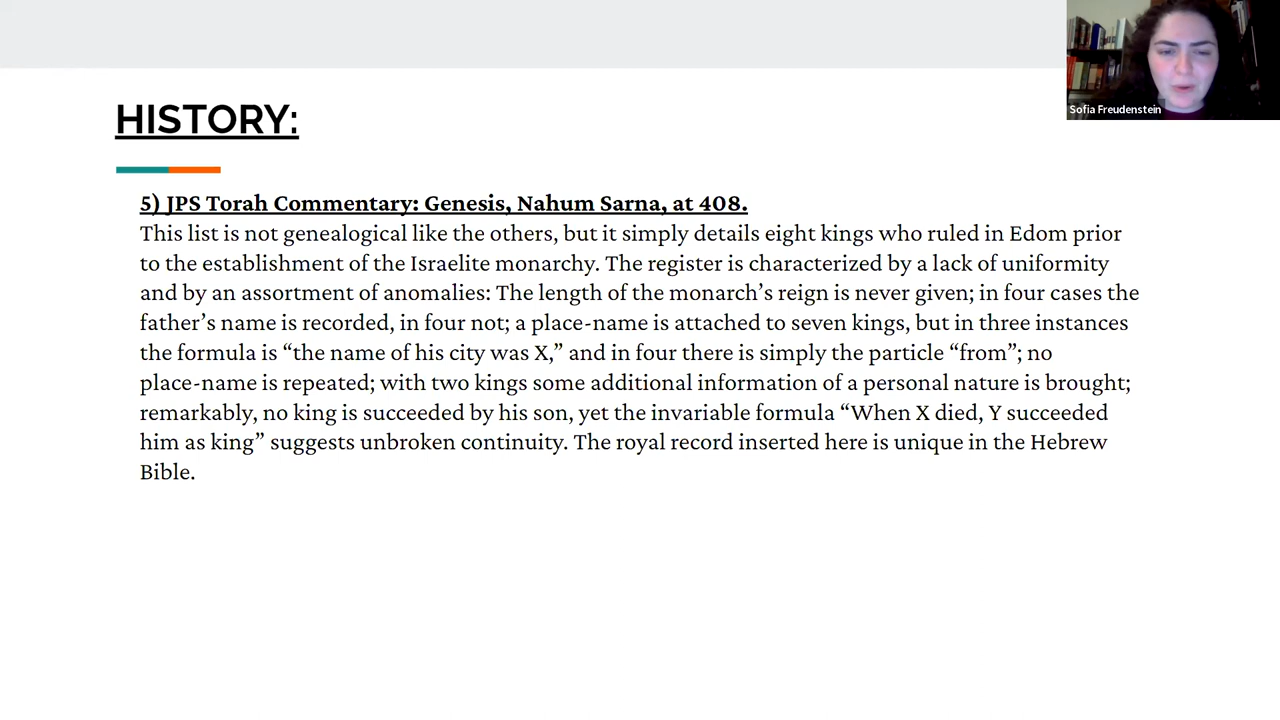 Sofia Freudenstein
HISTORY:
5) JPS Torah Commentary: Genesis, Nahum Sarna, at 408.
This list is not genealogical like the others, but it simply details eight kings who ruled in Edom prior
to the establishment of the Israelite monarchy. The register is characterized by a lack of uniformity
and by an assortment of anomalies: The length of the monarch’s reign is never given; in four cases the
father’s name is recorded, in four not; a place-name is attached to seven kings, but in three instances
the formula is “the name of his city was X,” and in four there is simply the particle “from”; no
place-name is repeated; with two kings some additional information of a personal nature is brought;
remarkably, no king is succeeded by his son, yet the invariable formula “When X died, Y succeeded
him as king” suggests unbroken continuity. The royal record inserted here is unique in the Hebrew
Bible.